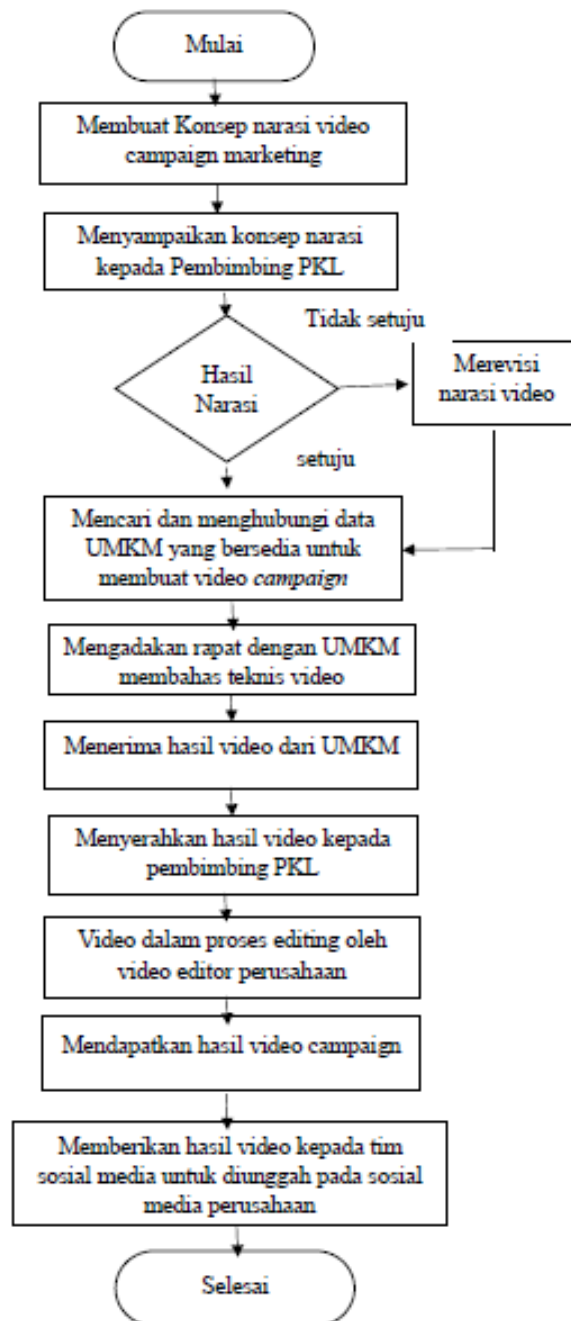 Mulai
Membuat Konsep narasi video
campaign marketing
Menyampaikan konsep narasi
kepada Pembimbing PKL
Tidak setuju
Hasil
Narasi
Merevisi
narasi video
setuju
Mencari dan menghubungi data
UMKM yang bersedia untuk
membuat video campaign
Mengadakan rapat dengan UMKM
membahas teknis video
Menerima hasil video dari UMKM
Menyerahkan hasil video kepada
pembimbing PKL
Video dalam proses editing oleh
video editor perusahaan
Mendapatkan hasil video campaign
Memberikan hasil video kepada tim
sosial media untuk diunggah pada sosial
media perusahaan
Selesai